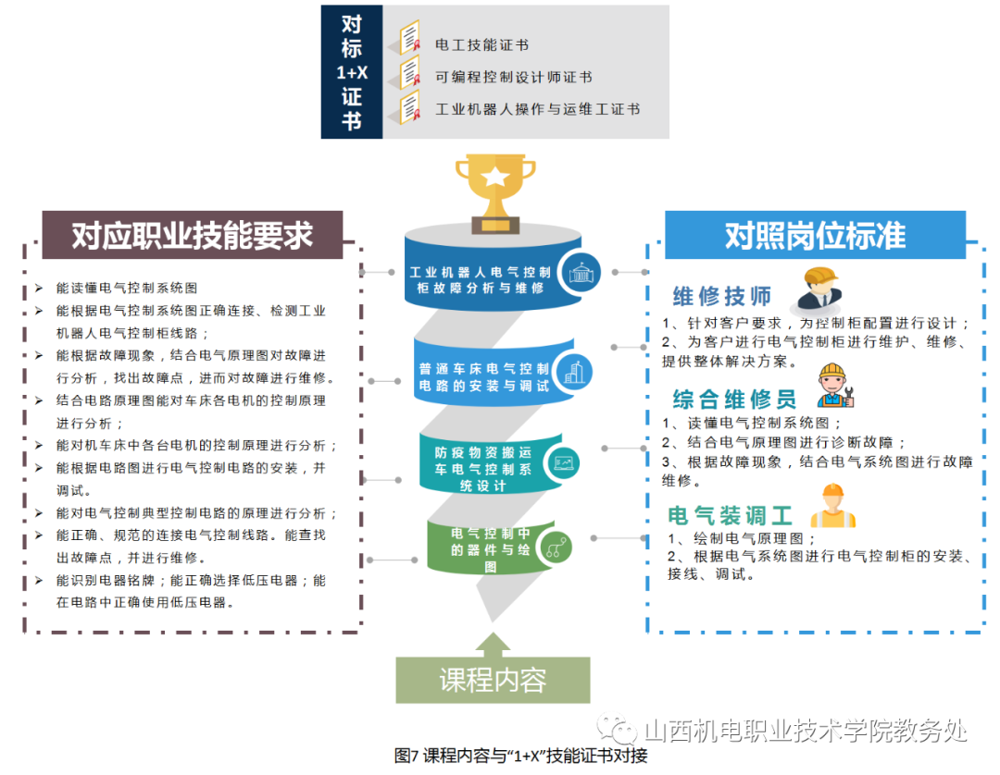 对
标
1+X
证
书
电工技能证书
可编程控制设计师证书
工业机器人操作与运维工证书
对应职业技能要求
能读懂电气控制系统图
能根据电气控制系统图正确连接、检测工业
机器人电气控制柜线路；
能根据故障现象，结合电气原理图对故障进
行分析，找出故障点，进而对故障进行维修。
结合电路原理图能对车床各电机的控制原理
进行分析；
能对机车床中各台电机的控制原理进行分析；
能根据电路图进行电气控制电路的安装，并
调试。
能对电气控制典型控制电路的原理进行分析；
能正确、规范的连接电气控制线路。能查找
出故障点，并进行维修。
能识别电器铭牌；能正确选择低压电器；能
在电路中正确使用低压电器。
工业机器人电气控制
柜故障分析与维修
普通车床电气控制
电路的安装与调试
防疫物资搬运
车电气控制系
统设计
电气控制中
的器件与绘
图
课程内容
对照岗位标准
维修技师
1、针对客户要求，为控制柜配置进行设计；
2、为客户进行电气控制柜进行维护、维修、
提供整体解决方案。
综合维修员
1、读懂电气控制系统图；
2、结合电气原理图进行诊断故障；
3、根据故障现象，结合电气系统图进行故障
维修。
电气装调工
1、绘制电气原理图；
2、根据电气系统图进行电气控制柜的安装、
接线、调试。
山西机电职业技术学院教务处
图7 课程内容与“1+X”技能证书对接